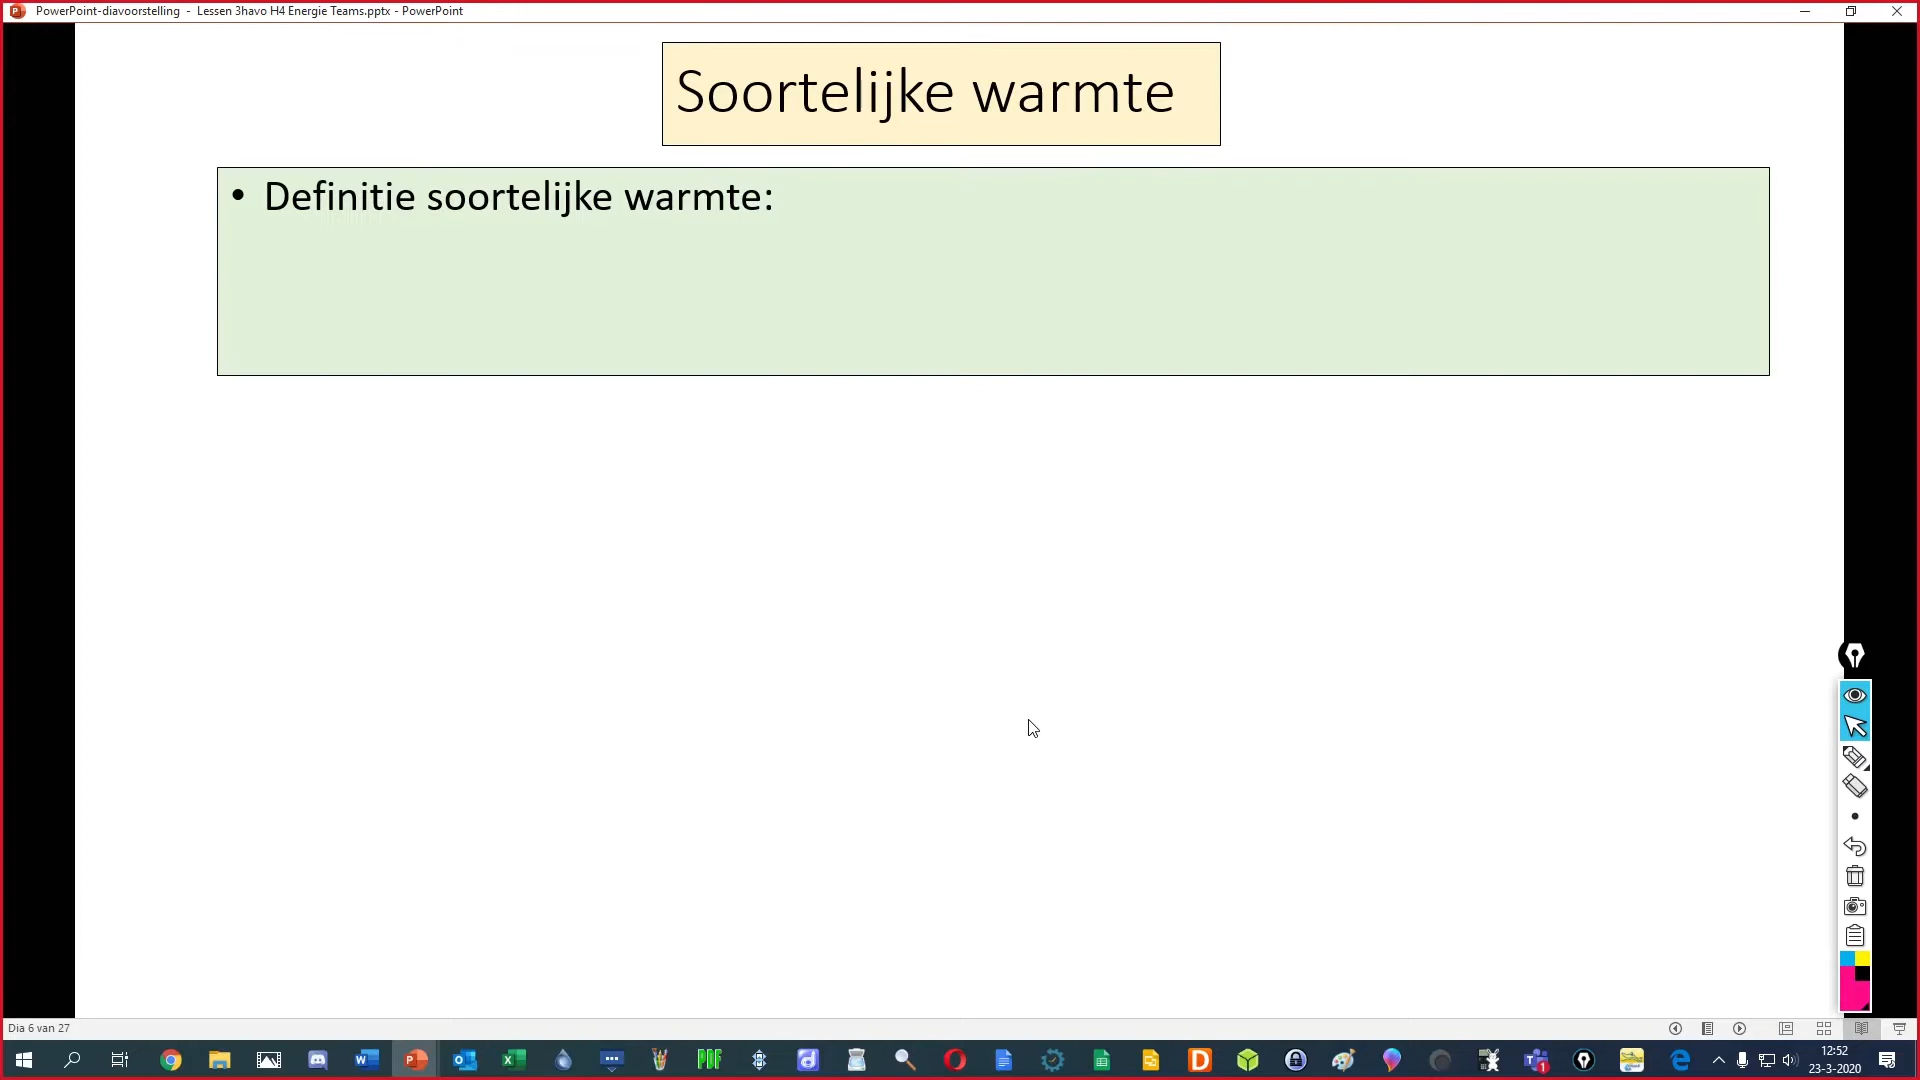 PowerPoint-diavoorstelling - Lessen 3havo H4 Energie Teams.pptx - PowerPoint
Soortelijke warmte
• Definitie soortelijke warmte:
Dia 6 van 27
12:52
23-3-2020